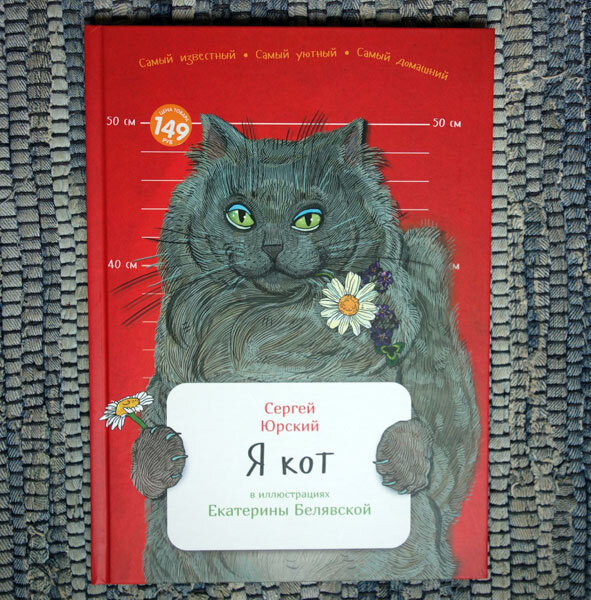 Самый известный • Самый уютный • Самый домашний
50 см
ЦЕНА ТОВАРА
149
РУБ
50 см
40 см
см
Сергей
Юрский
Я кот
в иллюстрациях
Екатерины Белявской